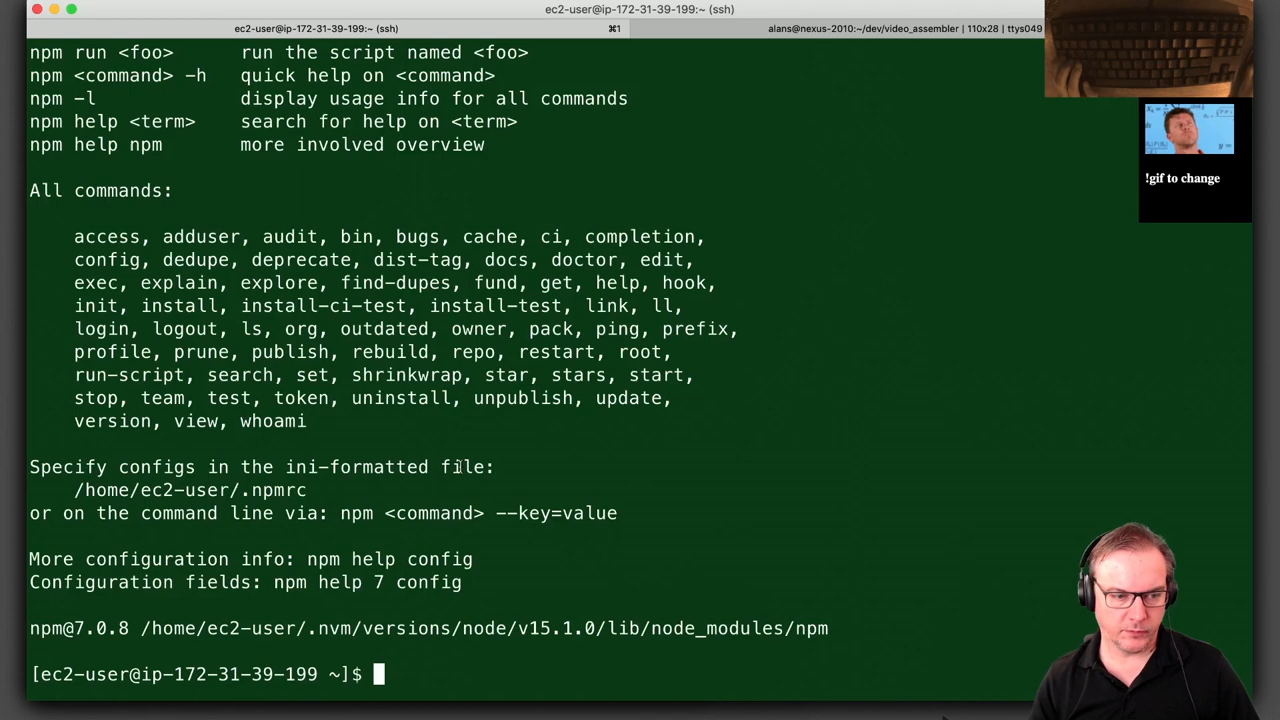 ec2-user@ip-172-31-39-199:~ (ssh)
ec2-user@ip-172-31-39-199:~ (ssh) ⌘1 alans@nexus-2010:~/dev/video_assembler | 110x28 | ttys049
npm run <foo> run the script named <foo>
npm <command> -h quick help on <command>
npm -l display usage info for all commands
npm help <term> search for help on <term>
npm help npm more involved overview
!gif to change
All commands:
access, adduser, audit, bin, bugs, cache, ci, completion,
config, dedupe, deprecate, dist-tag, docs, doctor, edit,
exec, explain, explore, find-dupes, fund, get, help, hook,
init, install, install-ci-test, install-test, link, ll,
login, logout, ls, org, outdated, owner, pack, ping, prefix,
profile, prune, publish, rebuild, repo, restart, root,
run-script, search, set, shrinkwrap, star, stars, start,
stop, team, test, token, uninstall, unpublish, update,
version, view, whoami
Specify configs in the ini-formatted file:
/home/ec2-user/.npmrc
or on the command line via: npm <command> --key=value
More configuration info: npm help config
Configuration fields: npm help 7 config
npm@7.0.8 /home/ec2-user/.nvm/versions/node/v15.1.0/lib/node_modules/npm
[ec2-user@ip-172-31-39-199 ~]$